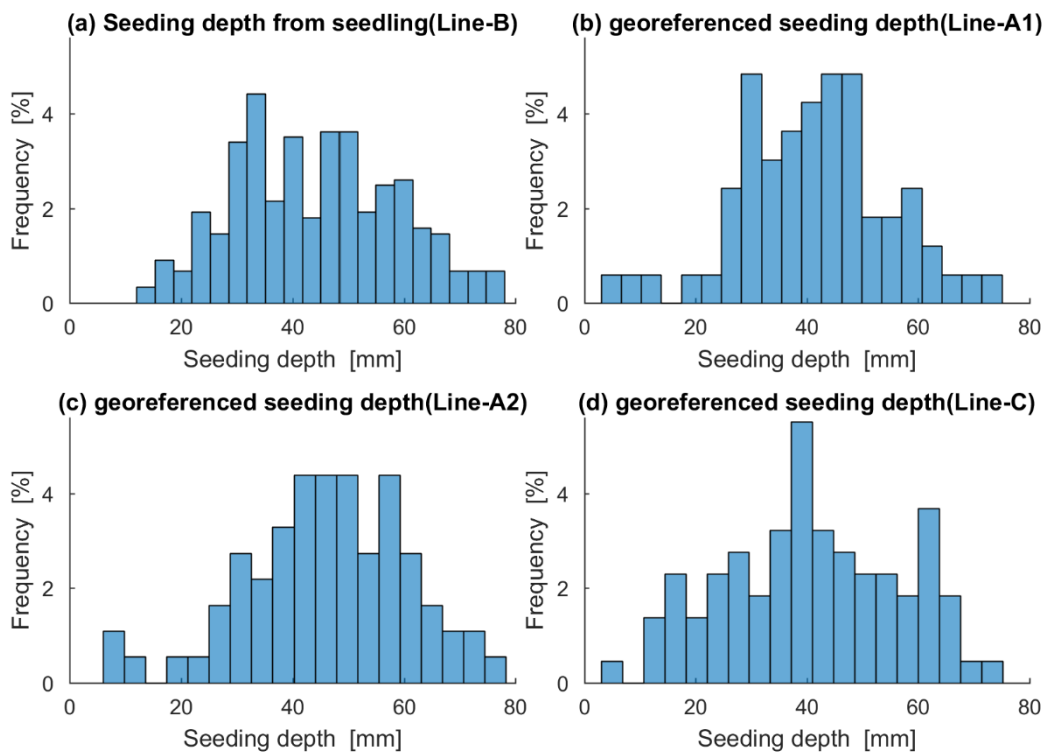 (a) Seeding depth from seedling(Line-B)
Frequency [%]
4
2
0
0 20 40 60 80
Seeding depth [mm]
(b) georeferenced seeding depth(Line-A1)
Frequency [%]
4
2
0
0 20 40 60 80
Seeding depth [mm]
(c) georeferenced seeding depth(Line-A2)
Frequency [%]
4
2
0
0 20 40 60 80
Seeding depth [mm]
(d) georeferenced seeding depth(Line-C)
Frequency [%]
4
2
0
0 20 40 60 80
Seeding depth [mm]